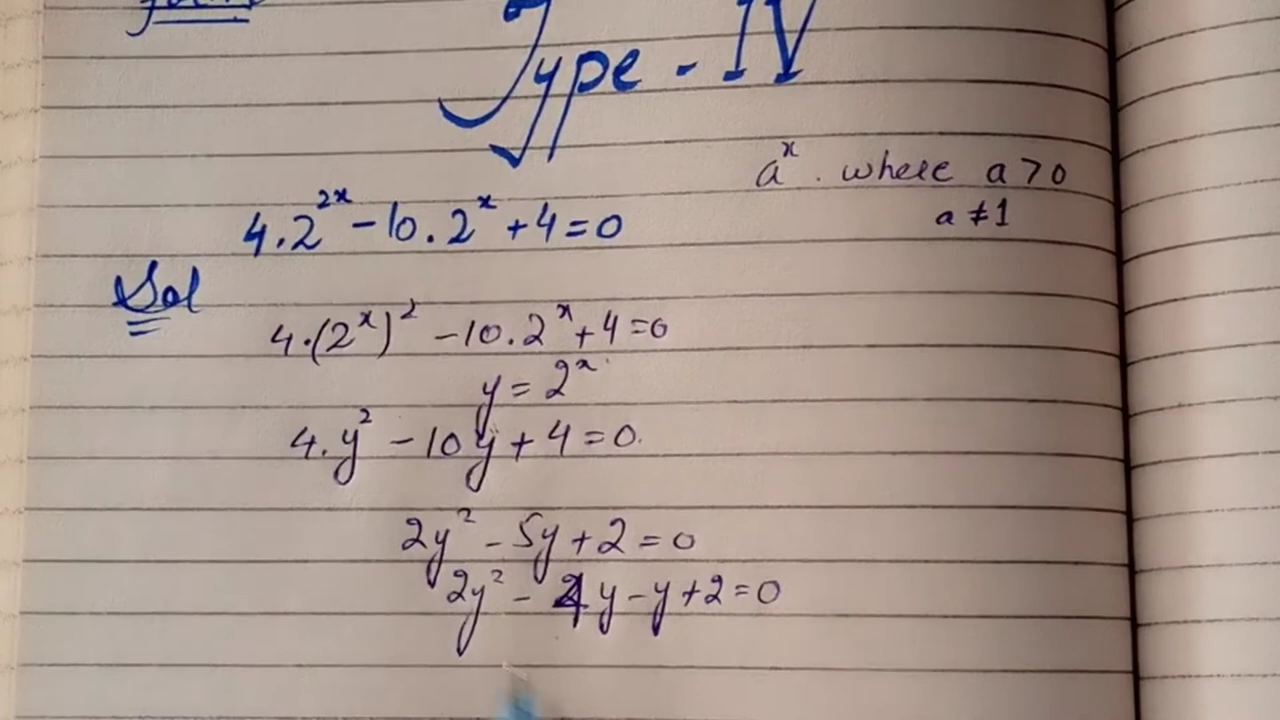 Type - IV
aˣ. where a > 0
a ≠ 1
4.2²ˣ - 10.2ˣ + 4 = 0
Sol
4.(2ˣ)² - 10.2ˣ + 4 = 0
y = 2ˣ
4.y² - 10y + 4 = 0.
2y² - 5y + 2 = 0
2y² - 4y - y + 2 = 0